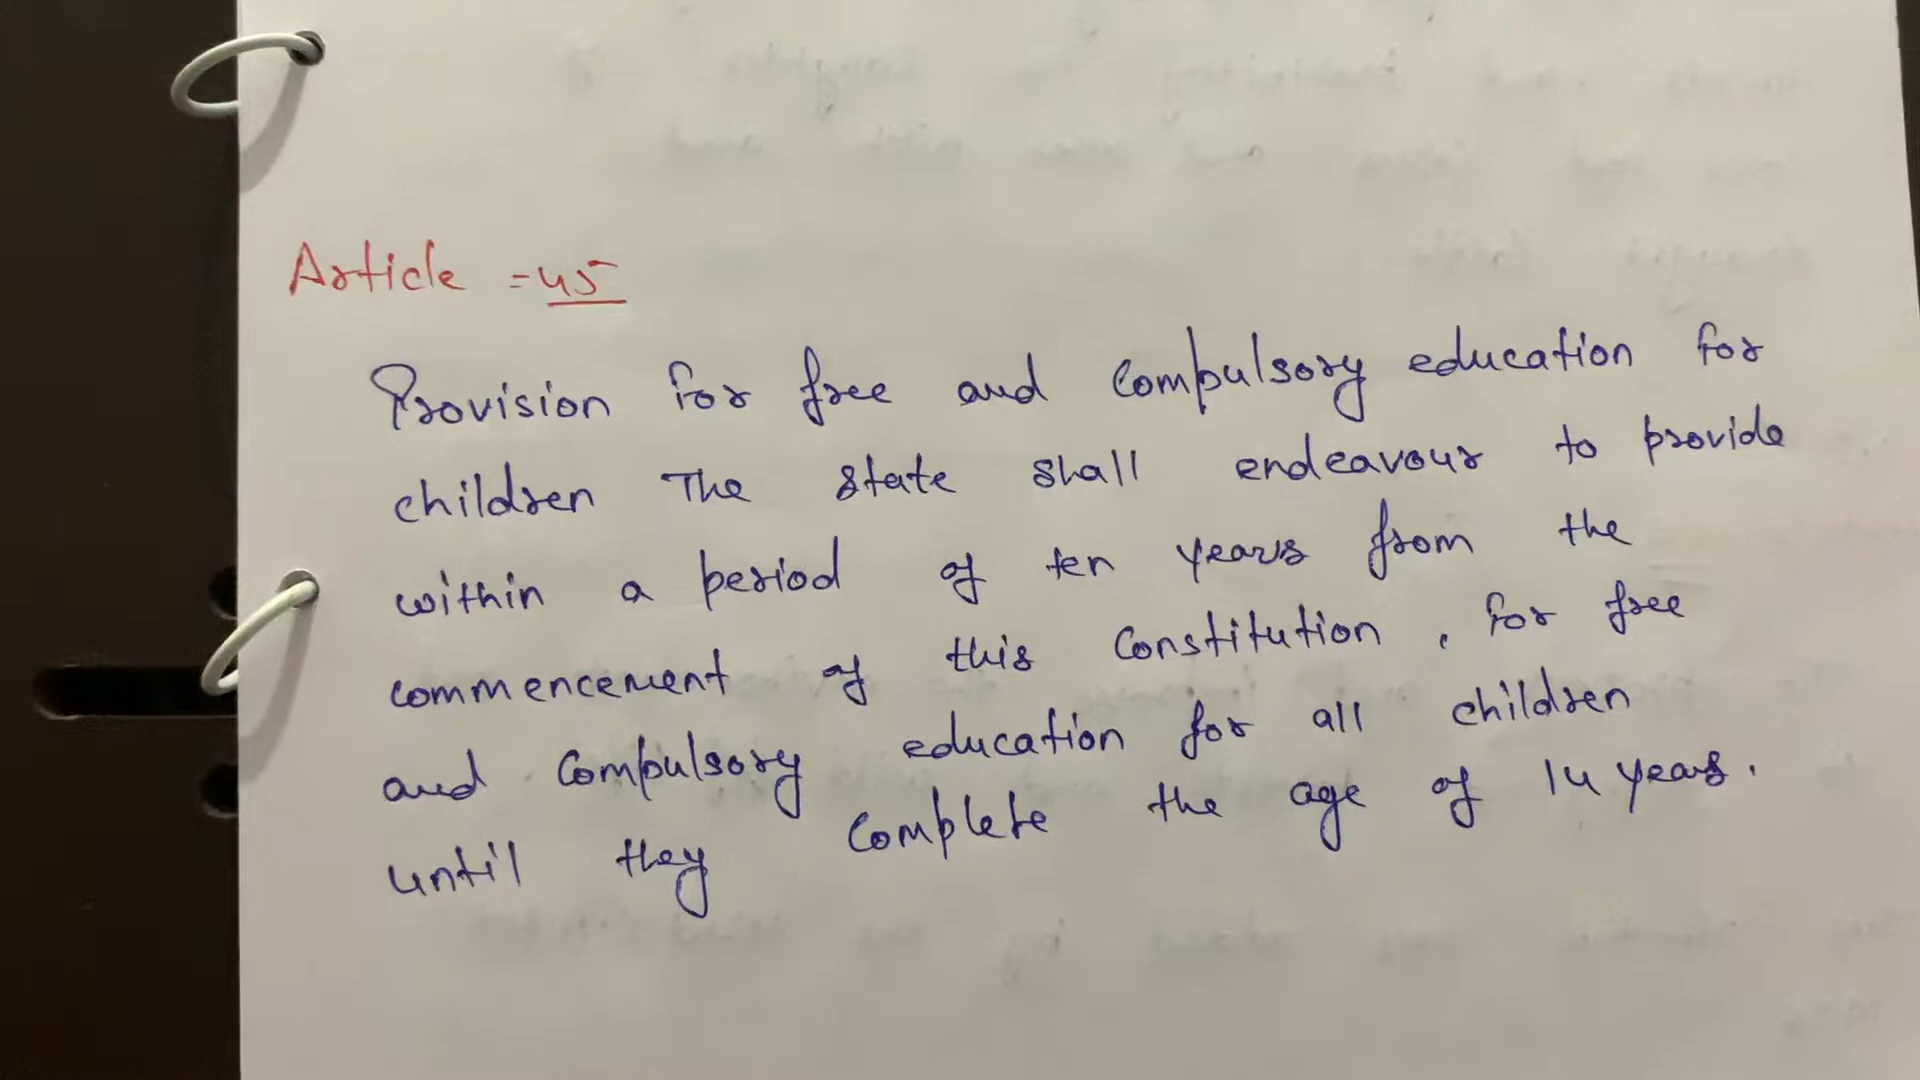 Article = 45
Provision for free and compulsory education for
children The state shall endeavour to provide
within a period of ten years from the
commencement of this Constitution, for free
and compulsory education for all children
until they complete the age of 14 years.